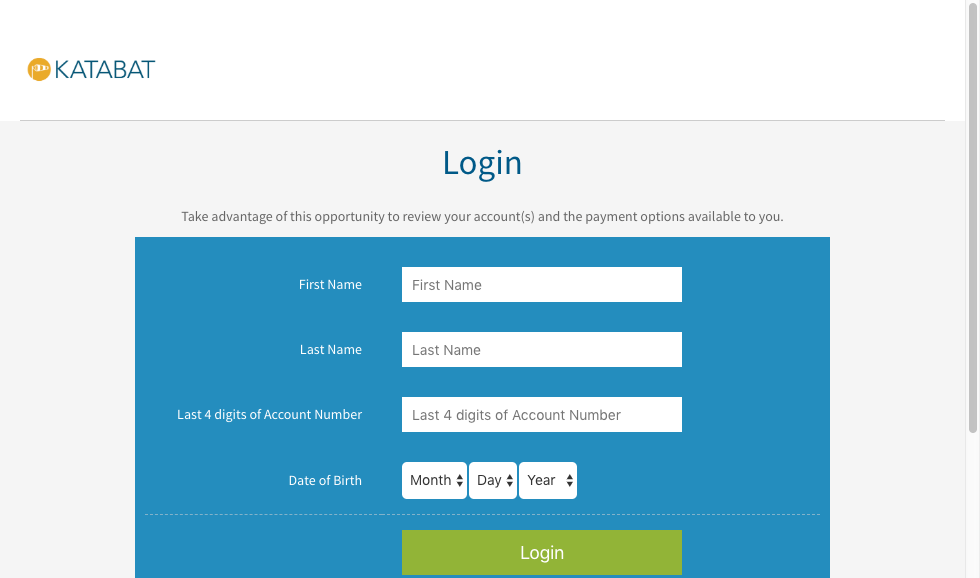 KATABAT
Login
Take advantage of this opportunity to review your account(s) and the payment options available to you.
First Name
First Name
Last Name
Last Name
Last 4 digits of Account Number
Last 4 digits of Account Number
Date of Birth
Month Day Year
Login